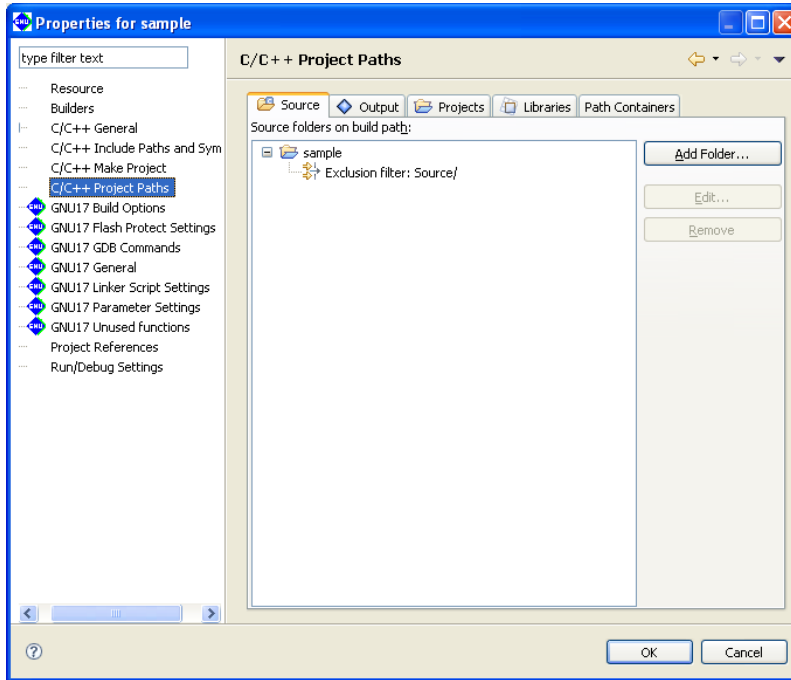 Properties for sample
type filter text
C/C++ Project Paths
Resource
Builders
C/C++ General
C/C++ Include Paths and Sym
C/C++ Make Project
C/C++ Project Paths
GNU17 Build Options
GNU17 Flash Protect Settings
GNU17 GDB Commands
GNU17 General
GNU17 Linker Script Settings
GNU17 Parameter Settings
GNU17 Unused functions
Project References
Run/Debug Settings
Source Output Projects Libraries Path Containers
Source folders on build path:
sample
Exclusion filter: Source/
Add Folder...
Edit...
Remove
OK Cancel